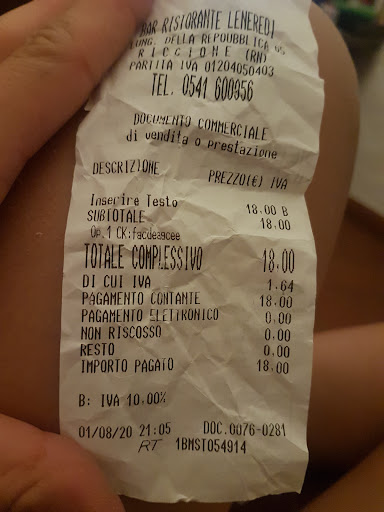 BAR RISTORANTE LENEREDI
LUNG. DELLA REPUBBLICA 65
RICCIONE (RN)
PARTITA IVA 01204050403
TEL. 0541 600956
DOCUMENTO COMMERCIALE
di vendita o prestazione
DESCRIZIONE PREZZO(€) IVA
Inserire Testo 18.00 B
SUBTOTALE 18.00
Op.1 CK:facdea9cee
TOTALE COMPLESSIVO 18.00
DI CUI IVA 1.64
PAGAMENTO CONTANTE 18.00
PAGAMENTO ELETTRONICO 0.00
NON RISCOSSO 0.00
RESTO 0.00
IMPORTO PAGATO 18.00
B: IVA 10.00%
01/08/20 21:05 DOC.0076-0281
RT 1BMST054914